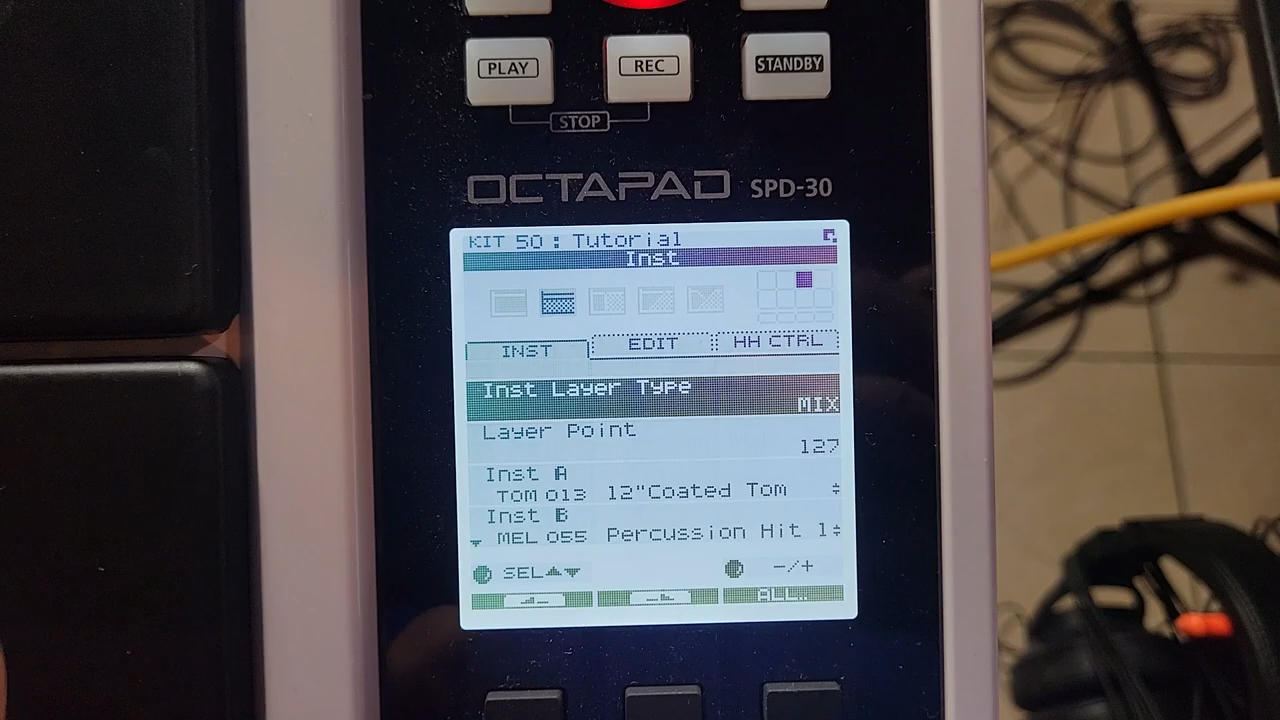 PLAY REC STANDBY
STOP
OCTAPAD SPD-30
KIT 50 : Tutorial
Inst
INST EDIT HH CTRL
Inst Layer Type
MIX
Layer Point
127
Inst A
TOM 013 12"Coated Tom
Inst B
MEL 055 Percussion Hit 1
SEL▲▼ -/+
ALL..